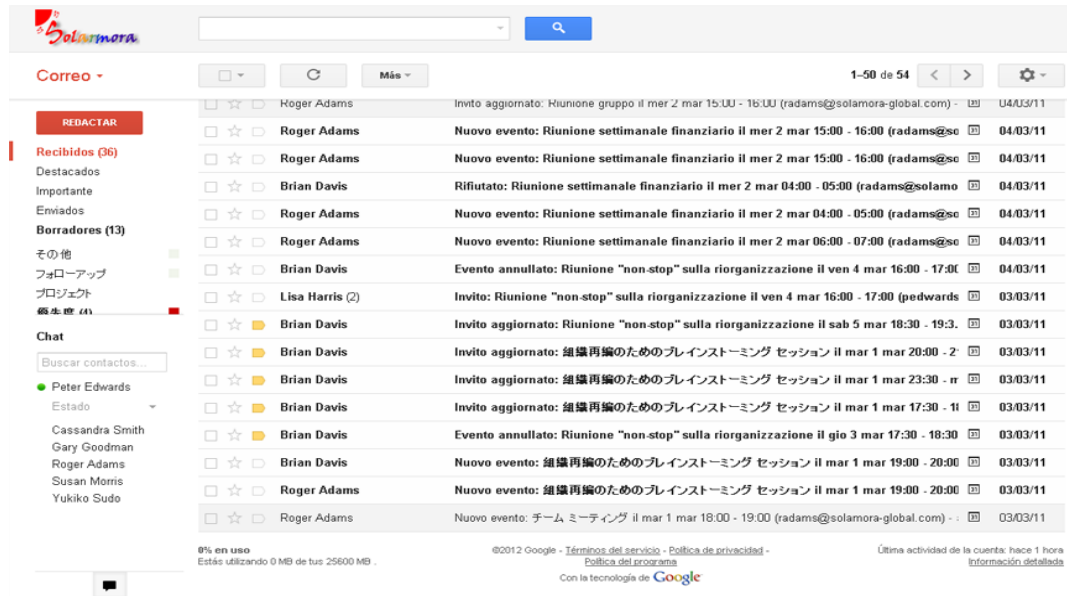 Solarmora
Correo
Más
1–50 de 54
REDACTAR
Recibidos (36)
Destacados
Importante
Enviados
Borradores (13)
その他
フォローアップ
プロジェクト
優先度 (4)
Chat
Buscar contactos...
Peter Edwards
Estado
Cassandra Smith
Gary Goodman
Roger Adams
Susan Morris
Yukiko Sudo
Roger Adams Invito aggiornato: Riunione gruppo il mer 2 mar 15:00 - 16:00 (radams@solamora-global.com) - 31 04/03/11
Roger Adams Nuovo evento: Riunione settimanale finanziario il mer 2 mar 15:00 - 16:00 (radams@so 31 04/03/11
Roger Adams Nuovo evento: Riunione settimanale finanziario il mer 2 mar 15:00 - 16:00 (radams@so 31 04/03/11
Brian Davis Rifiutato: Riunione settimanale finanziario il mer 2 mar 04:00 - 05:00 (radams@solamo 31 04/03/11
Roger Adams Nuovo evento: Riunione settimanale finanziario il mer 2 mar 04:00 - 05:00 (radams@so 31 04/03/11
Roger Adams Nuovo evento: Riunione settimanale finanziario il mer 2 mar 06:00 - 07:00 (radams@so 31 04/03/11
Brian Davis Evento annullato: Riunione "non-stop" sulla riorganizzazione il ven 4 mar 16:00 - 17:0( 31 04/03/11
Lisa Harris (2) Invito: Riunione "non-stop" sulla riorganizzazione il ven 4 mar 16:00 - 17:00 (pedwards 31 03/03/11
Brian Davis Invito aggiornato: Riunione "non-stop" sulla riorganizzazione il sab 5 mar 18:30 - 19:3. 31 03/03/11
Brian Davis Invito aggiornato: 組織再編のためのブレインストーミング セッション il mar 1 mar 20:00 - 2 31 03/03/11
Brian Davis Invito aggiornato: 組織再編のためのブレインストーミング セッション il mar 1 mar 23:30 - 31 03/03/11
Brian Davis Invito aggiornato: 組織再編のためのブレインストーミング セッション il mar 1 mar 17:30 - 1 31 03/03/11
Brian Davis Evento annullato: Riunione "non-stop" sulla riorganizzazione il gio 3 mar 17:30 - 18:30 31 03/03/11
Brian Davis Nuovo evento: 組織再編のためのブレインストーミング セッション il mar 1 mar 19:00 - 20:00 31 03/03/11
Roger Adams Nuovo evento: 組織再編のためのブレインストーミング セッション il mar 1 mar 19:00 - 20:00 31 03/03/11
Roger Adams Nuovo evento: チーム ミーティング il mar 1 mar 18:00 - 19:00 (radams@solamora-global.com) - 31 03/03/11
0% en uso
Estás utilizando 0 MB de tus 25600 MB .
©2012 Google - Términos del servicio - Política de privacidad -
Política del programa
Con la tecnología de Google
Última actividad de la cuenta: hace 1 hora
Información detallada